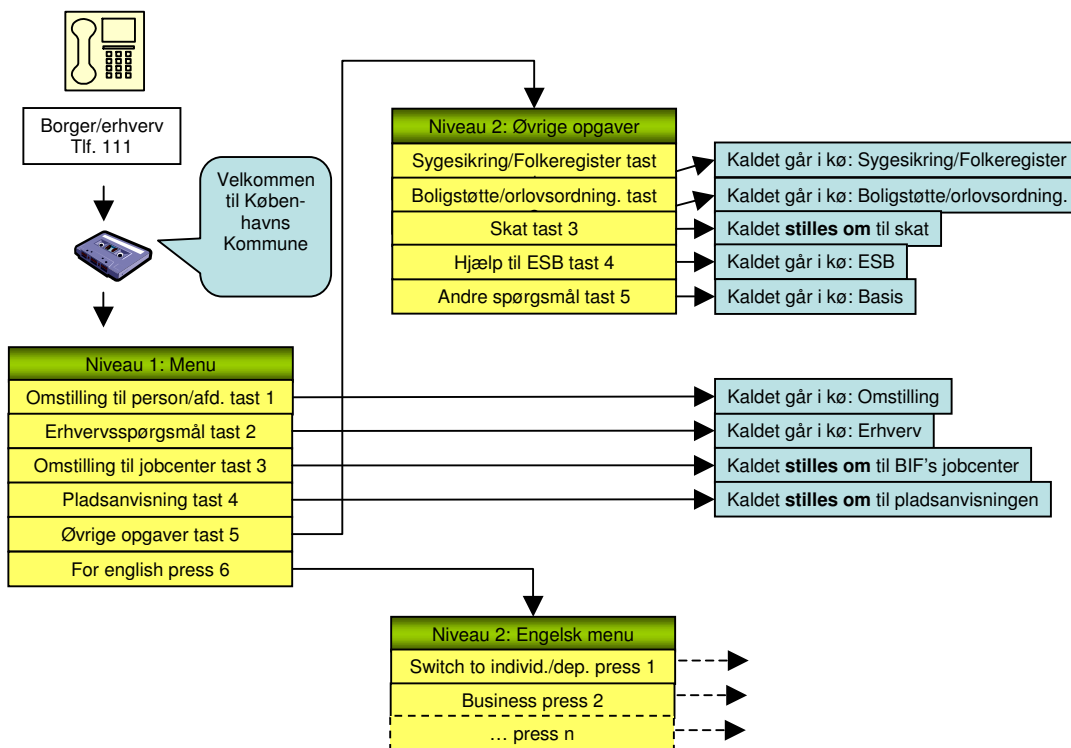 Borger/erhverv
Tlf. 111
Velkommen
til Køben-
havns
Kommune
Niveau 1: Menu
Omstilling til person/afd. tast 1
Erhvervsspørgsmål tast 2
Omstilling til jobcenter tast 3
Pladsanvisning tast 4
Øvrige opgaver tast 5
For english press 6
Niveau 2: Øvrige opgaver
Sygesikring/Folkeregister tast
Boligstøtte/orlovsordning. tast
Skat tast 3
Hjælp til ESB tast 4
Andre spørgsmål tast 5
Kaldet går i kø: Sygesikring/Folkeregister
Kaldet går i kø: Boligstøtte/orlovsordning.
Kaldet stilles om til skat
Kaldet går i kø: ESB
Kaldet går i kø: Basis
Kaldet går i kø: Omstilling
Kaldet går i kø: Erhverv
Kaldet stilles om til BIF's jobcenter
Kaldet stilles om til pladsanvisningen
Niveau 2: Engelsk menu
Switch to individ./dep. press 1
Business press 2
… press n